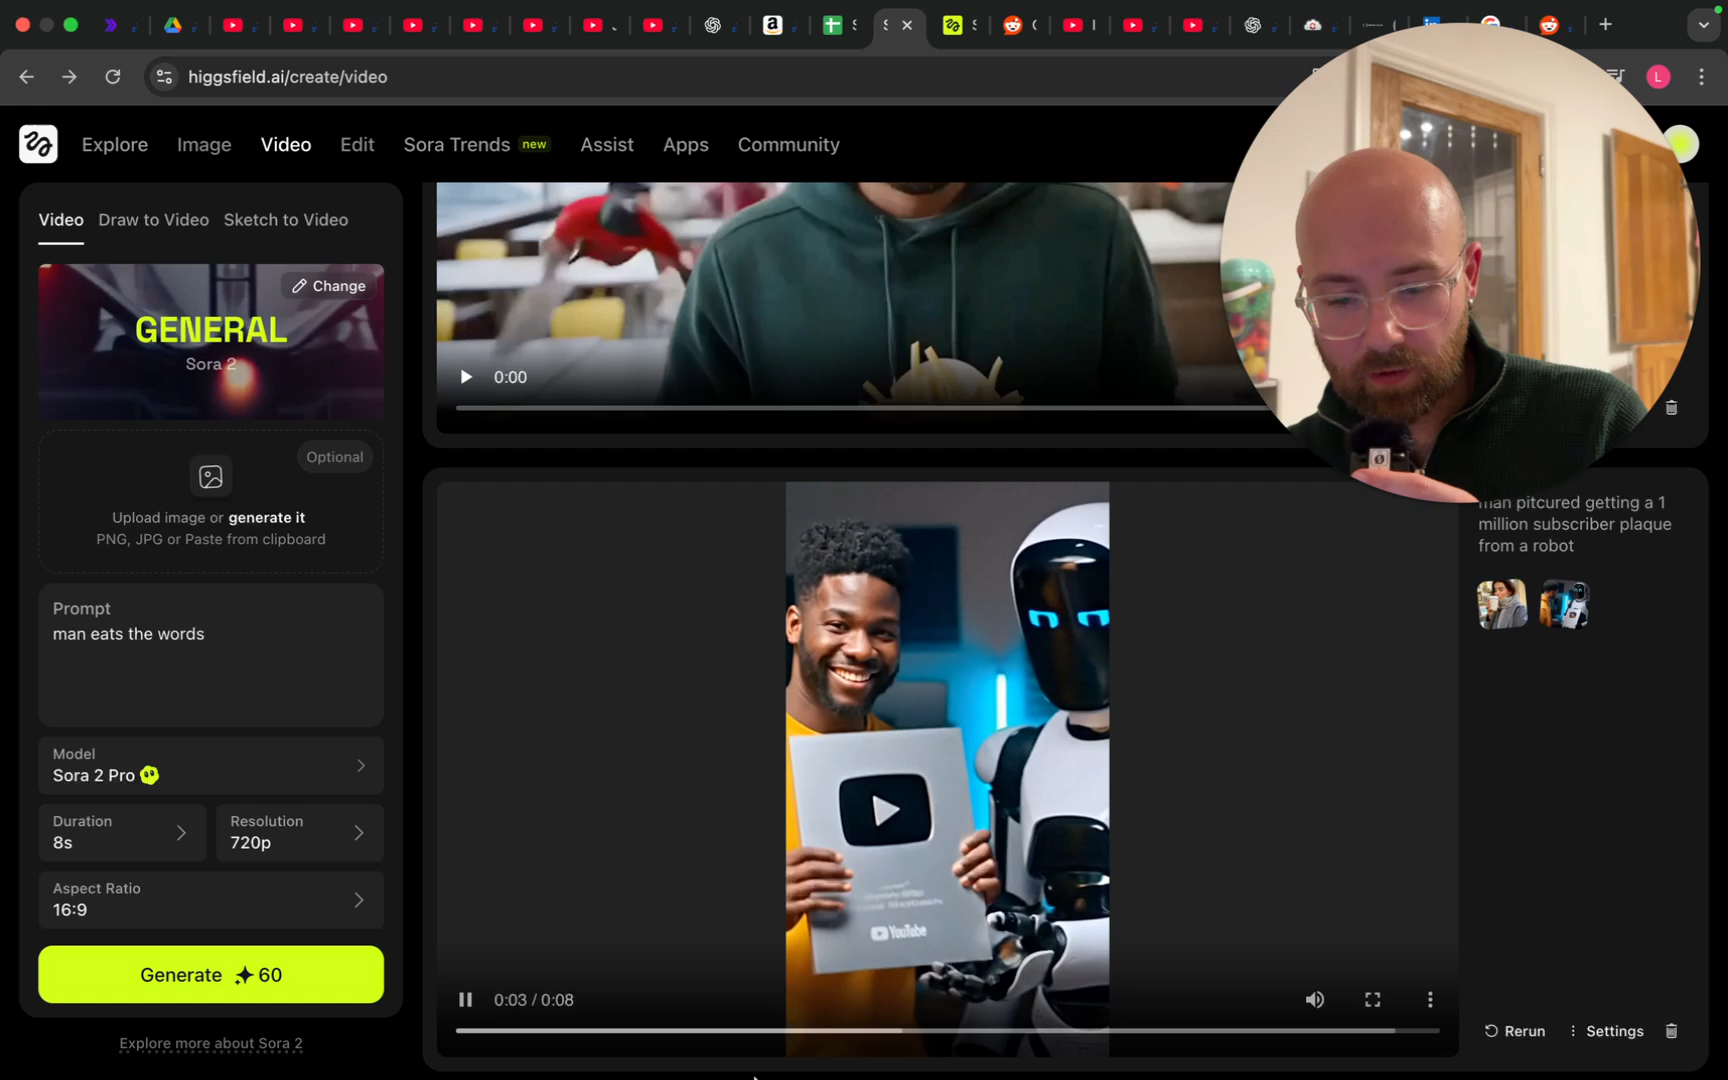 higgsfield.ai/create/video
L
Explore
Image
Video
Edit
Sora Trends new
Assist
Apps
Community
Video
Draw to Video
Sketch to Video
Change
GENERAL
Sora 2
Optional
Upload image or generate it
PNG, JPG or Paste from clipboard
Prompt
man eats the words
Model
Sora 2 Pro
Duration
8s
Resolution
720p
Aspect Ratio
16:9
Generate 60
Explore more about Sora 2
0:00
man pitcured getting a 1
million subscriber plaque
from a robot
YouTube
0:03 / 0:08
Rerun
Settings